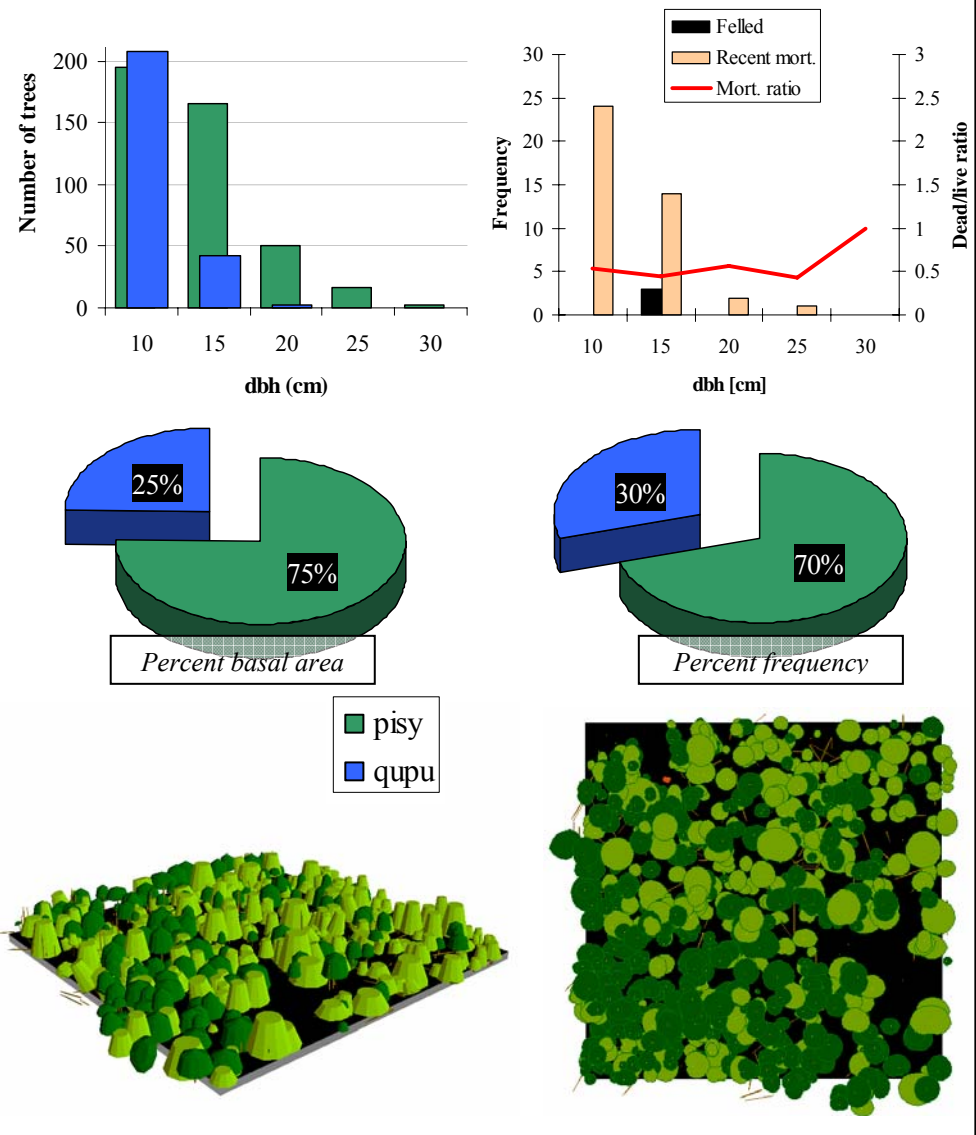 Number of trees
200
150
100
50
0
10 15 20 25 30
dbh (cm)
Felled
Recent mort.
Mort. ratio
Frequency
30
25
20
15
10
5
0
3
2.5
2
1.5
1
0.5
0
Dead/live ratio
10 15 20 25 30
dbh [cm]
25%
75%
Percent basal area
30%
70%
Percent frequency
pisy
qupu